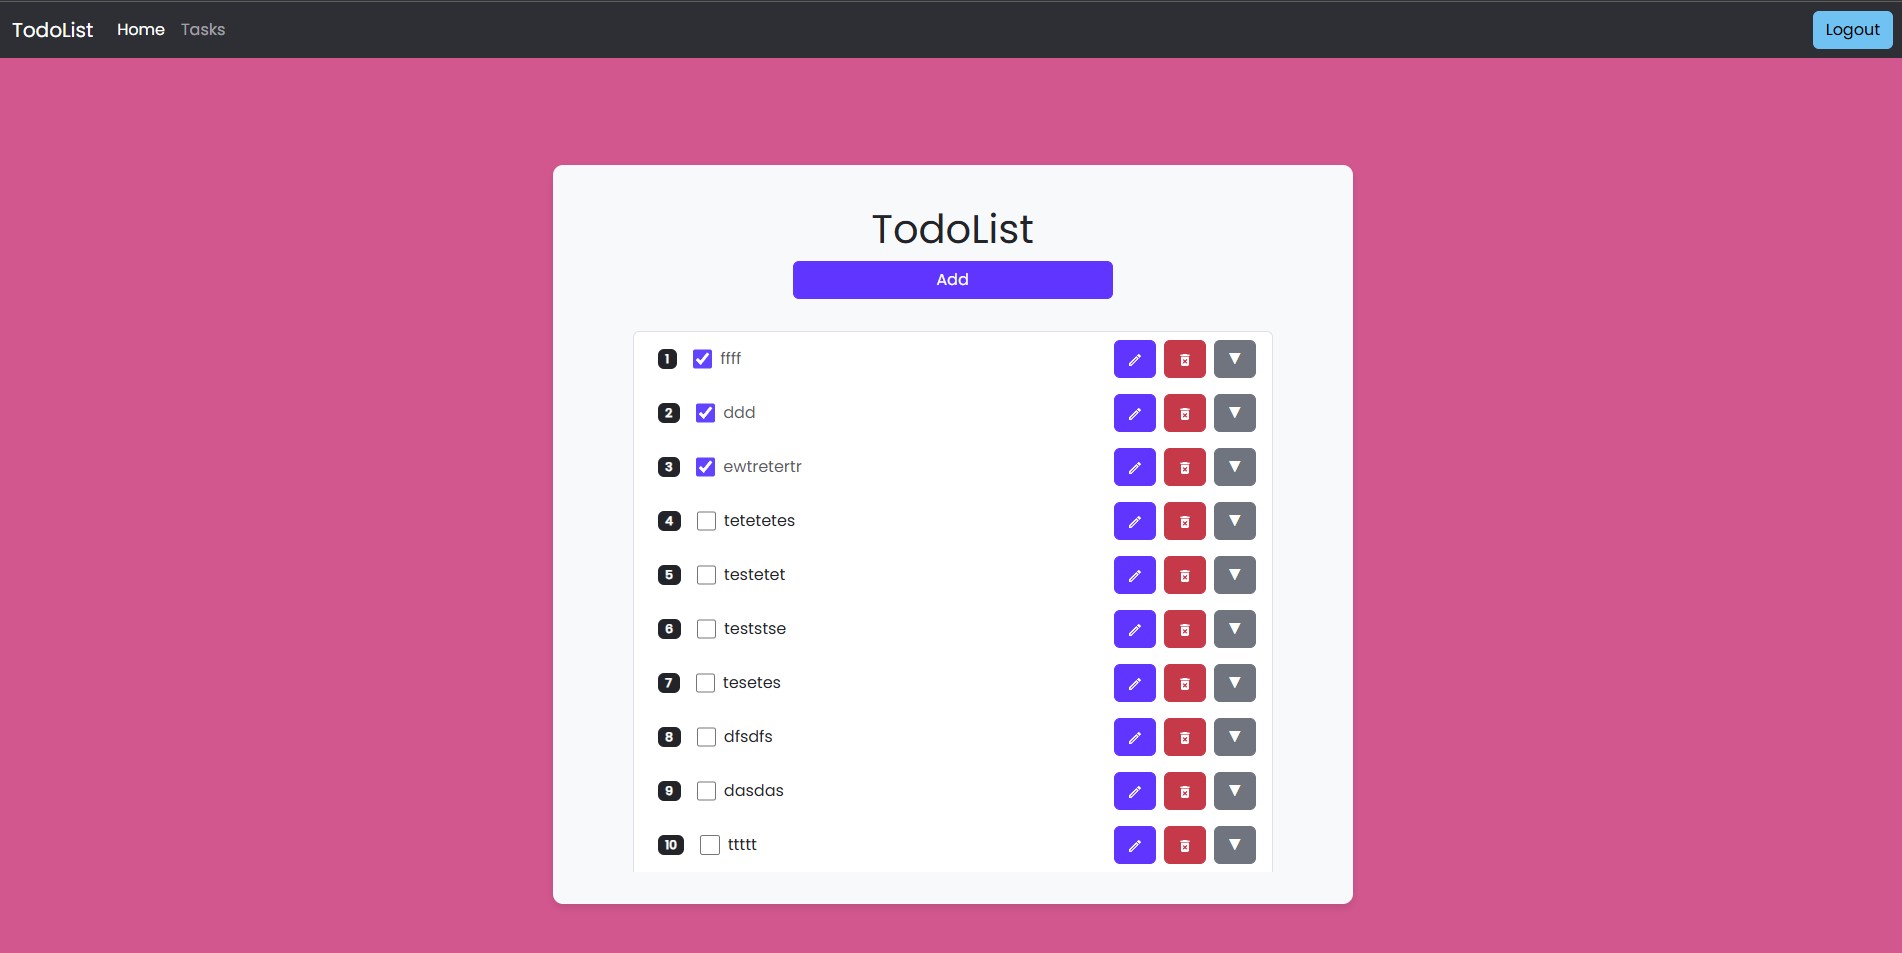 TodoList Home Tasks Logout
TodoList
Add
1 ffff
2 ddd
3 ewtretertr
4 tetetetes
5 testetet
6 teststse
7 tesetes
8 dfsdfs
9 dasdas
10 ttttt